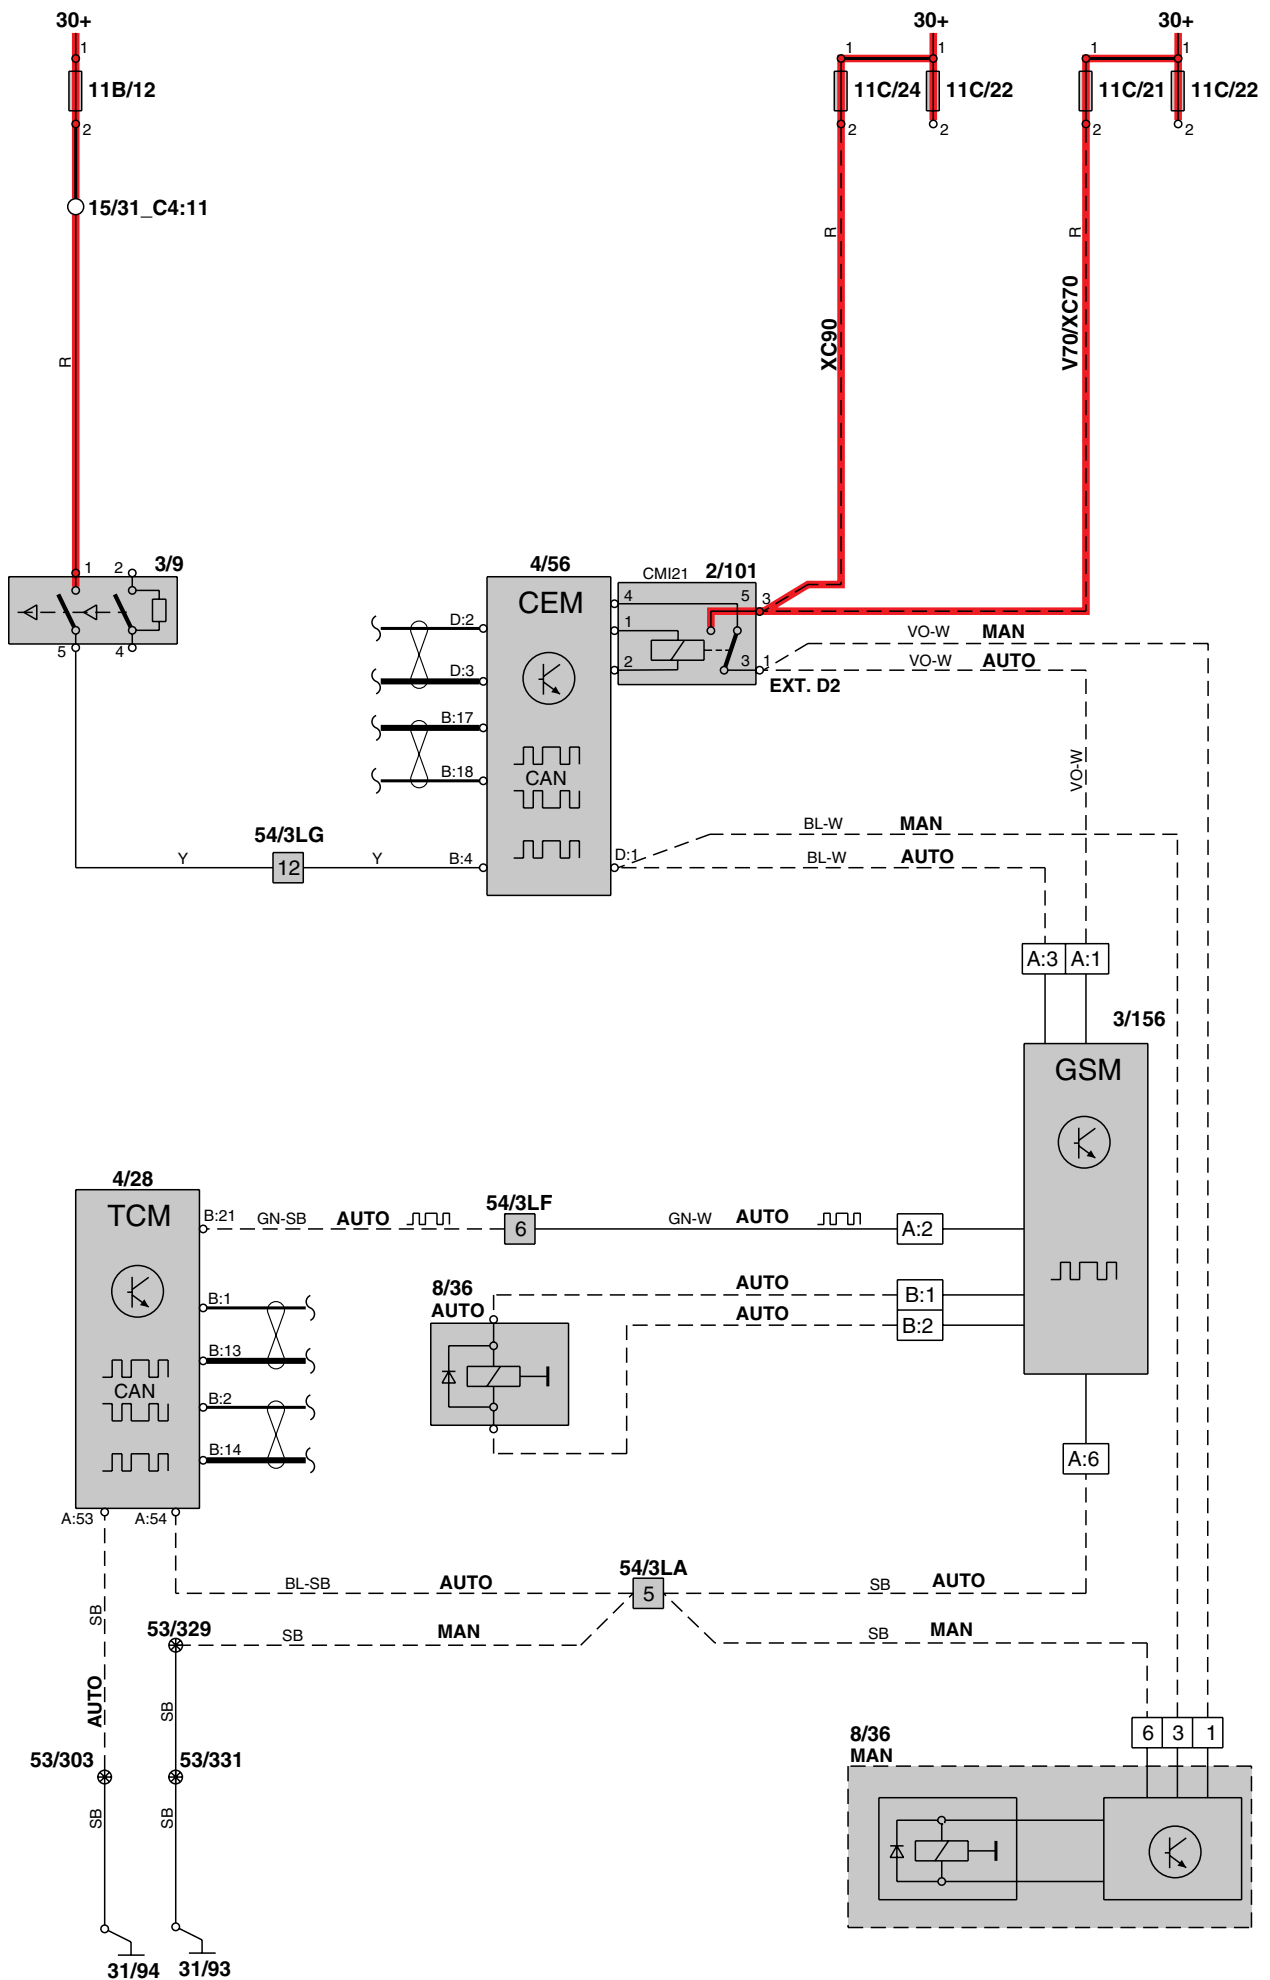 30+ 30+ 30+
1 1 1 1 1
11B/12 11C/24 11C/22 11C/21 11C/22
2 2 2 2 2
15/31_C4:11
R R
XC90 V70/XC70
R
1 2 3/9
5 4
4/56 CMI21 2/101
CEM
4 5 3
1
2 3 1
D:2
D:3
B:17
B:18
CAN
VO-W MAN
VO-W AUTO
EXT. D2
VO-W
BL-W MAN
54/3LG
Y 12 Y B:4 D:1 BL-W AUTO
A:3 A:1
3/156
GSM
4/28
TCM
B:21 GN-SB AUTO 54/3LF 6 GN-W AUTO A:2
B:1
B:13
CAN
B:2
B:14
8/36
AUTO
AUTO B:1
AUTO B:2
A:6
A:53 A:54
54/3LA
BL-SB AUTO 5 SB AUTO
SB
53/329
SB MAN SB MAN
AUTO
SB
53/303 53/331
SB SB
31/94 31/93
8/36
MAN
6 3 1